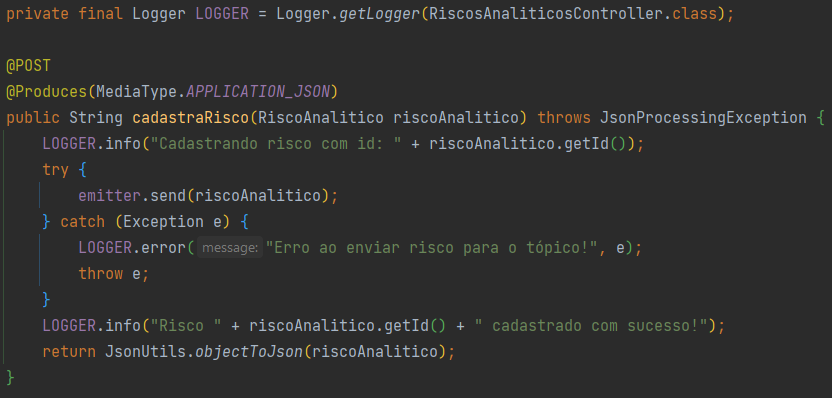 private final Logger LOGGER = Logger.getLogger(RiscosAnaliticosController.class);
@POST
@Produces(MediaType.APPLICATION_JSON)
public String cadastraRisco(RiscoAnalitico riscoAnalitico) throws JsonProcessingException {
LOGGER.info("Cadastrando risco com id: " + riscoAnalitico.getId());
try {
emitter.send(riscoAnalitico);
} catch (Exception e) {
LOGGER.error( message: "Erro ao enviar risco para o tópico!", e);
throw e;
}
LOGGER.info("Risco " + riscoAnalitico.getId() + " cadastrado com sucesso!");
return JsonUtils.objectToJson(riscoAnalitico);
}